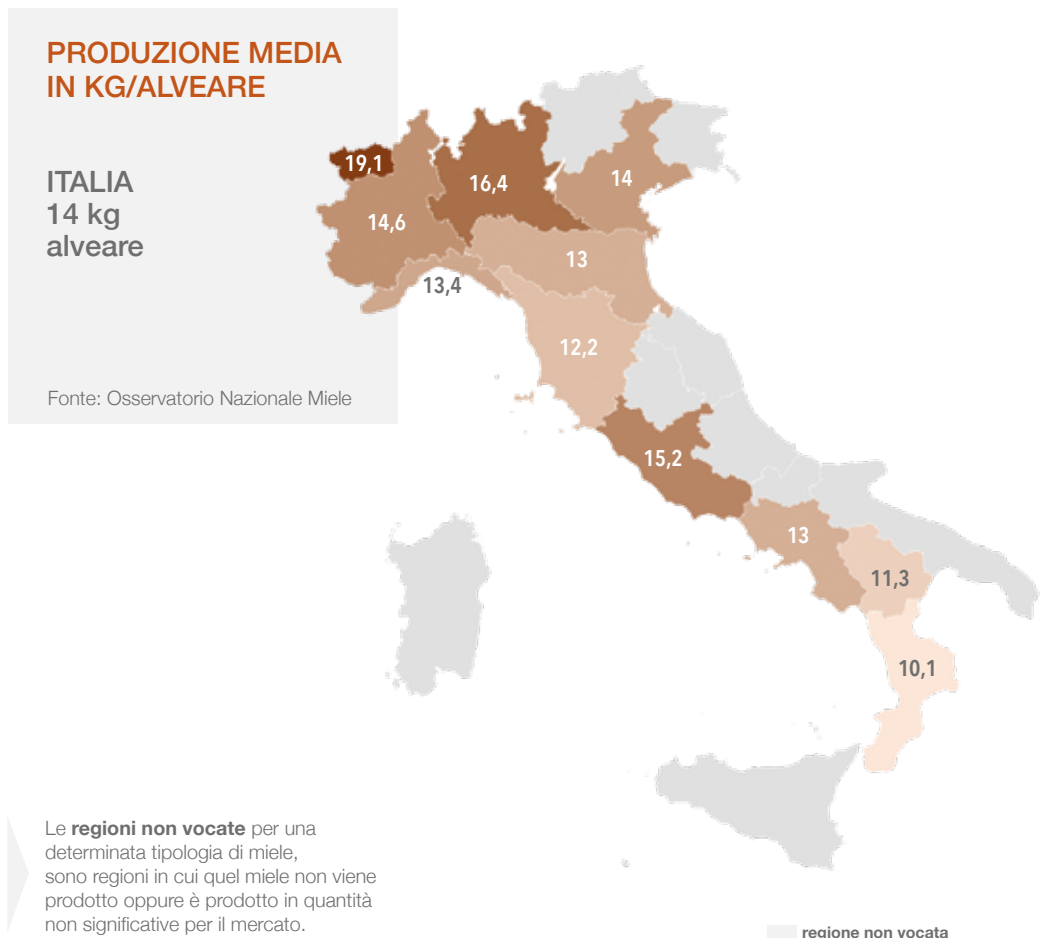 PRODUZIONE MEDIA
IN KG/ALVEARE
ITALIA
14 kg
alveare
Fonte: Osservatorio Nazionale Miele
19,1
16,4
14
14,6
13
13,4
12,2
15,2
13
11,3
10,1
Le regioni non vocate per una
determinata tipologia di miele,
sono regioni in cui quel miele non viene
prodotto oppure è prodotto in quantità
non significative per il mercato.
regione non vocata